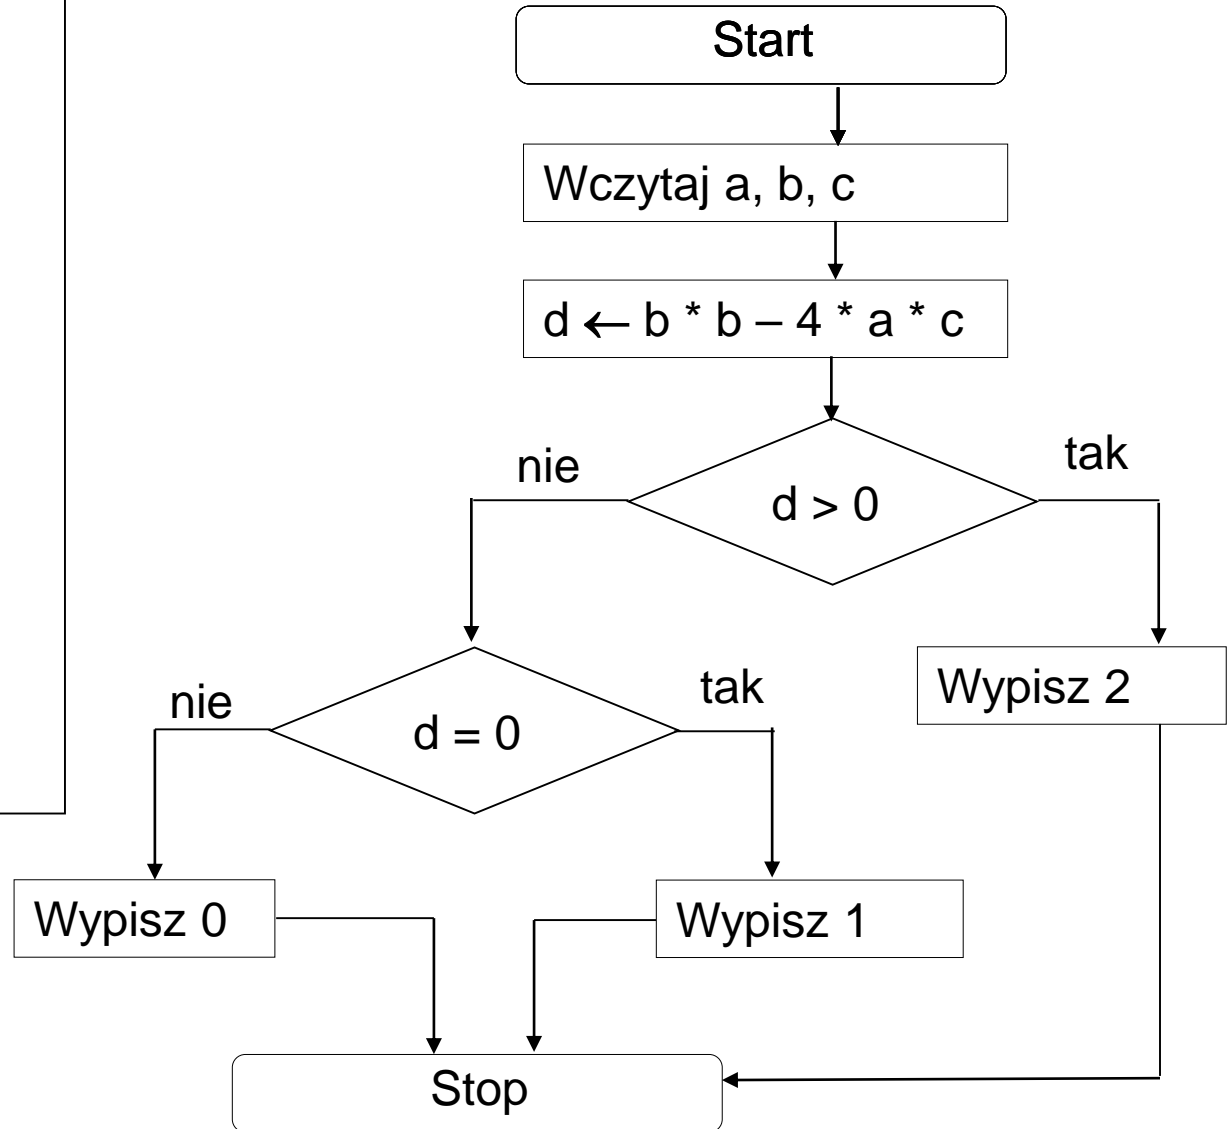 Start
Wczytaj a, b, c
d ← b * b – 4 * a * c
nie
tak
d > 0
nie
tak
d = 0
Wypisz 2
Wypisz 0
Wypisz 1
Stop